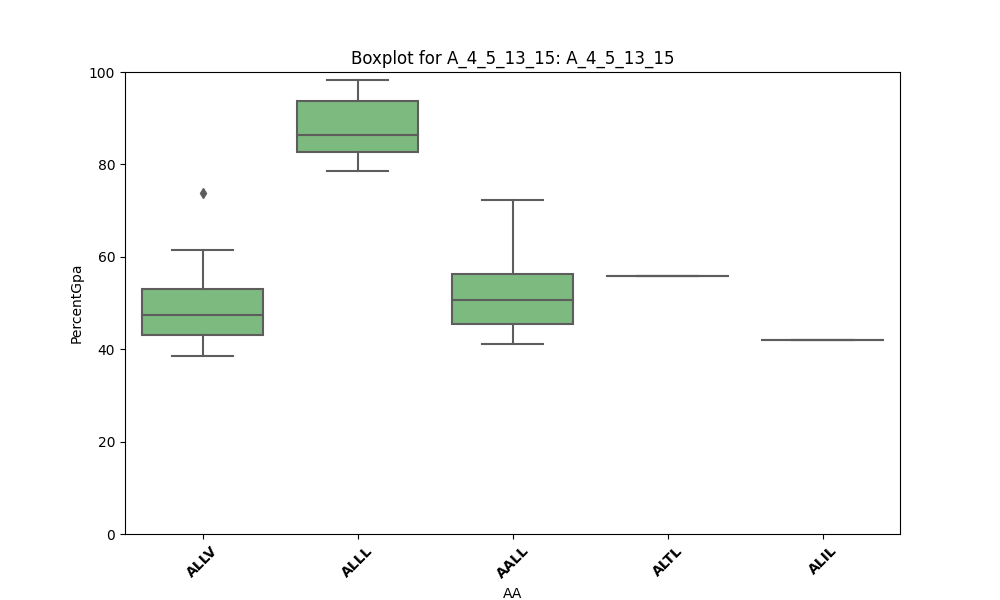 Boxplot for A_4_5_13_15: A_4_5_13_15
100
80
60
40
20
0
PercentGpa
ALLV
ALLL
AALL
ALTL
ALIL
AA